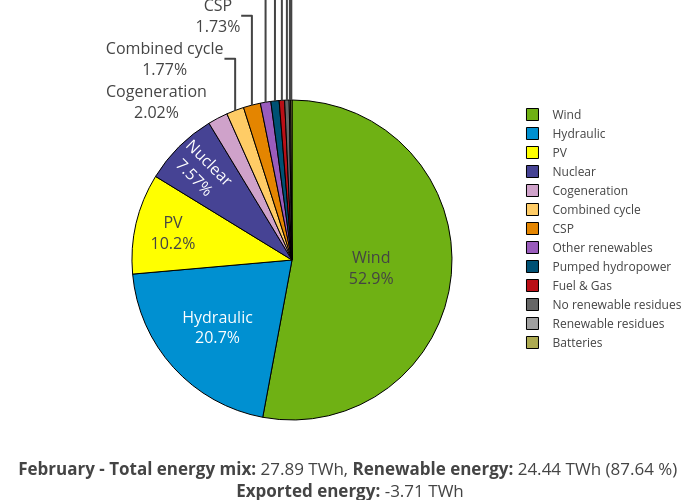 CSP
1.73%
Combined cycle
1.77%
Cogeneration
2.02%
Nuclear
7.57%
PV
10.2%
Hydraulic
20.7%
Wind
52.9%
Wind
Hydraulic
PV
Nuclear
Cogeneration
Combined cycle
CSP
Other renewables
Pumped hydropower
Fuel & Gas
No renewable residues
Renewable residues
Batteries
February - Total energy mix: 27.89 TWh, Renewable energy: 24.44 TWh (87.64 %)
Exported energy: -3.71 TWh